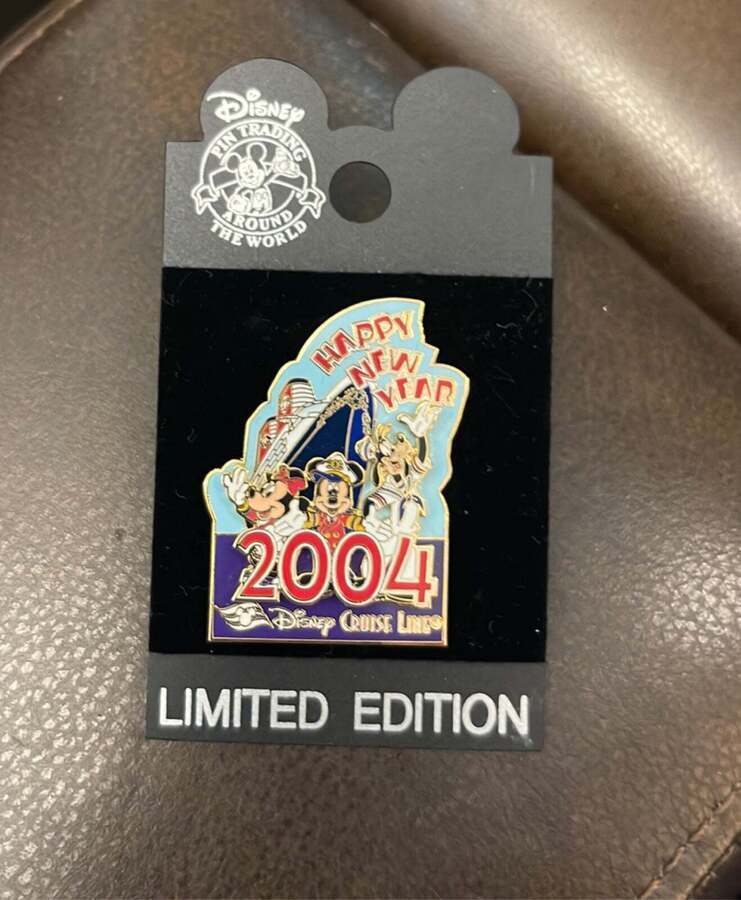 Disney
PIN TRADING
AROUND
THE WORLD
HAPPY
NEW
YEAR
2004
Disney CRUISE LINE
LIMITED EDITION